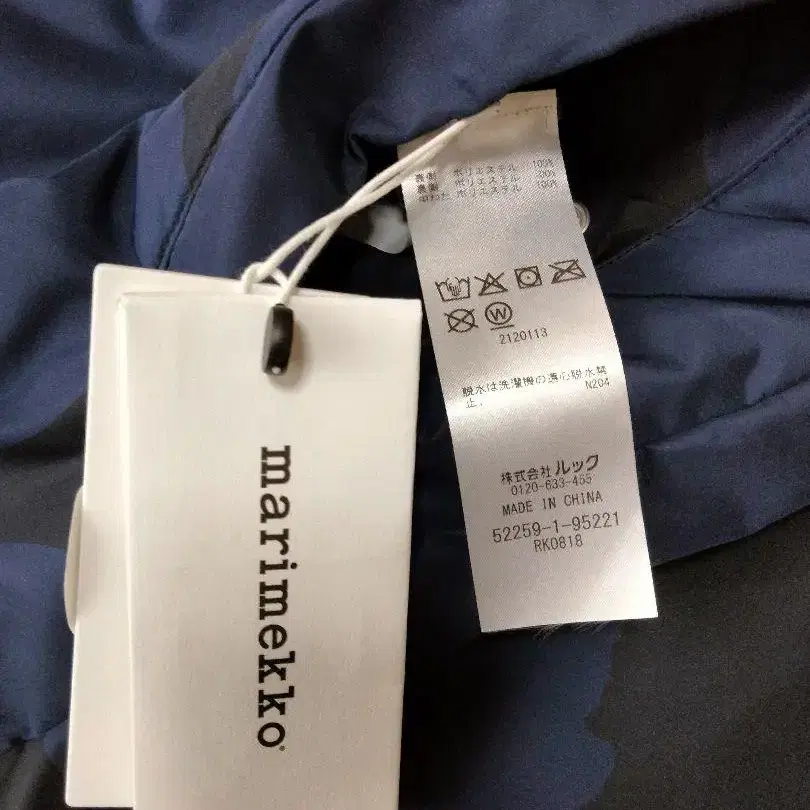 表側 ポリエステル 100%
裏側 ポリエステル 100%
中わた ポリエステル 100%
W
2120113
脱水は洗濯機の遠心脱水禁
止。 N204
株式会社 ルック
0120-633-455
MADE IN CHINA
52259-1-95221
RK0818
marimekko®